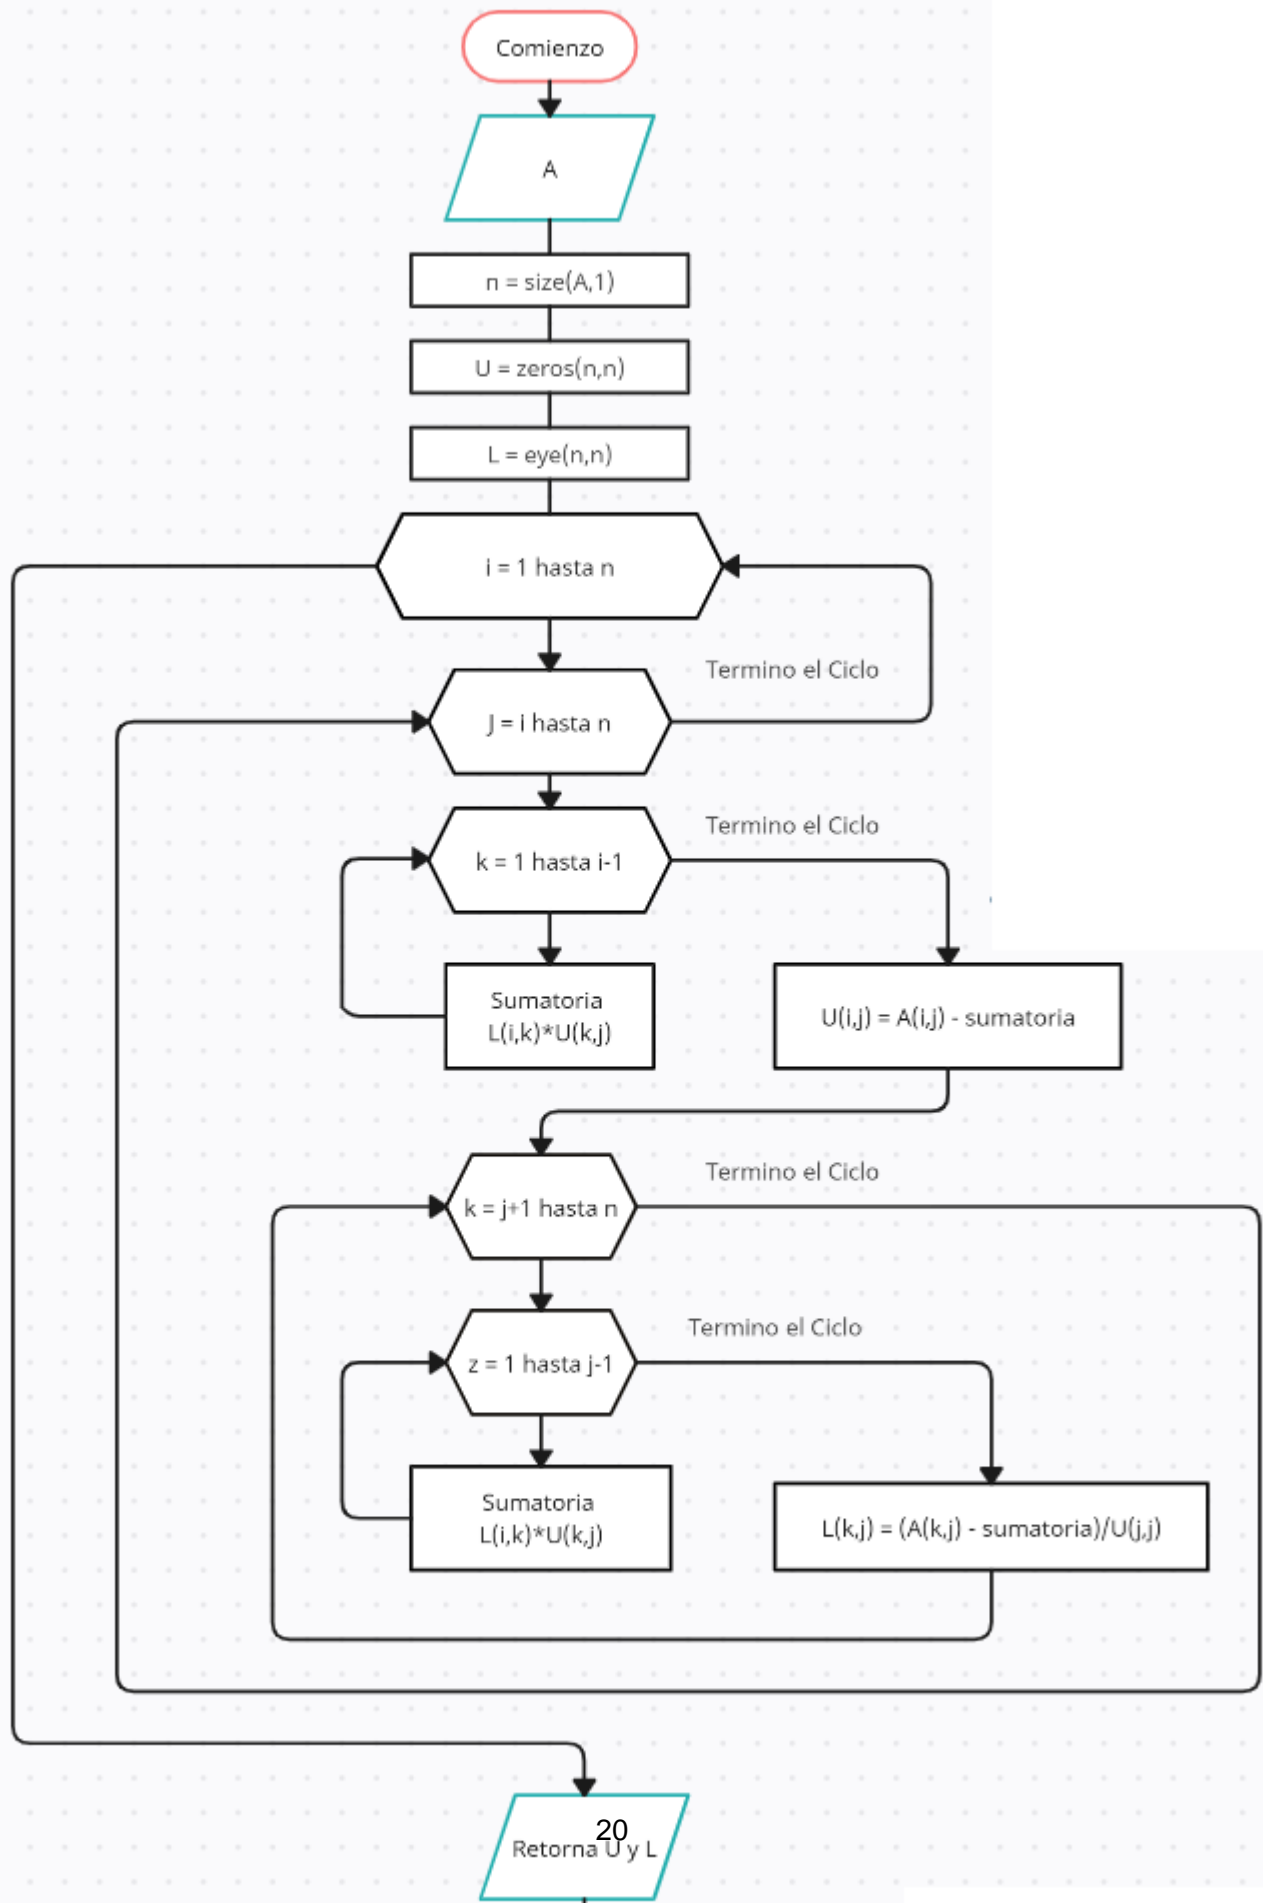 Comienzo
A
n = size(A,1)
U = zeros(n,n)
L = eye(n,n)
i = 1 hasta n
Termino el Ciclo
J = i hasta n
Termino el Ciclo
k = 1 hasta i-1
Sumatoria
L(i,k)*U(k,j)
U(i,j) = A(i,j) - sumatoria
Termino el Ciclo
k = j+1 hasta n
Termino el Ciclo
z = 1 hasta j-1
Sumatoria
L(i,k)*U(k,j)
L(k,j) = (A(k,j) - sumatoria)/U(j,j)
20
Retorna U y L